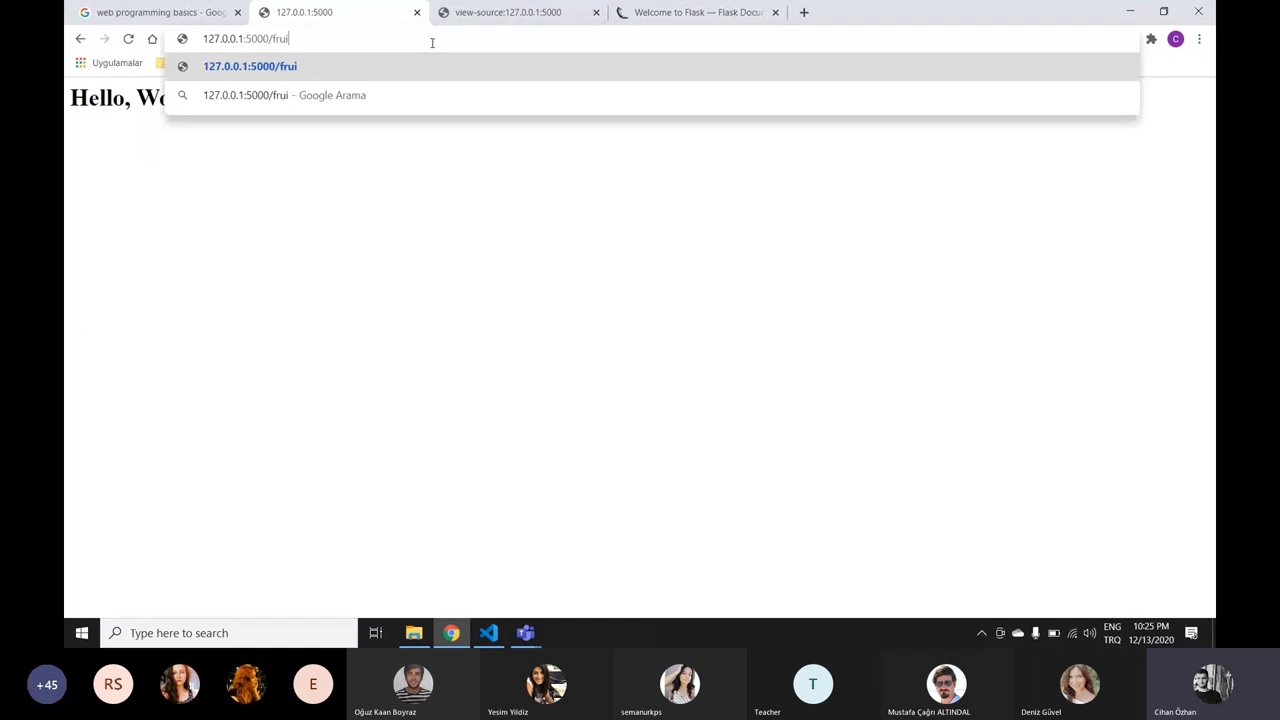 web programming basics - Goog
127.0.0.1:5000
view-source:127.0.0.1:5000
Welcome to Flask — Flask Docum
127.0.0.1:5000/frui
C
Uygulamalar
127.0.0.1:5000/frui
127.0.0.1:5000/frui - Google Arama
Hello, Wo
Type here to search
ENG
TRQ
10:25 PM
12/13/2020
+45
RS
E
T
Oğuz Kaan Boyraz
Yesim Yildiz
semanurkps
Teacher
Mustafa Çağrı ALTINDAL
Deniz Güvel
Cihan Özhan